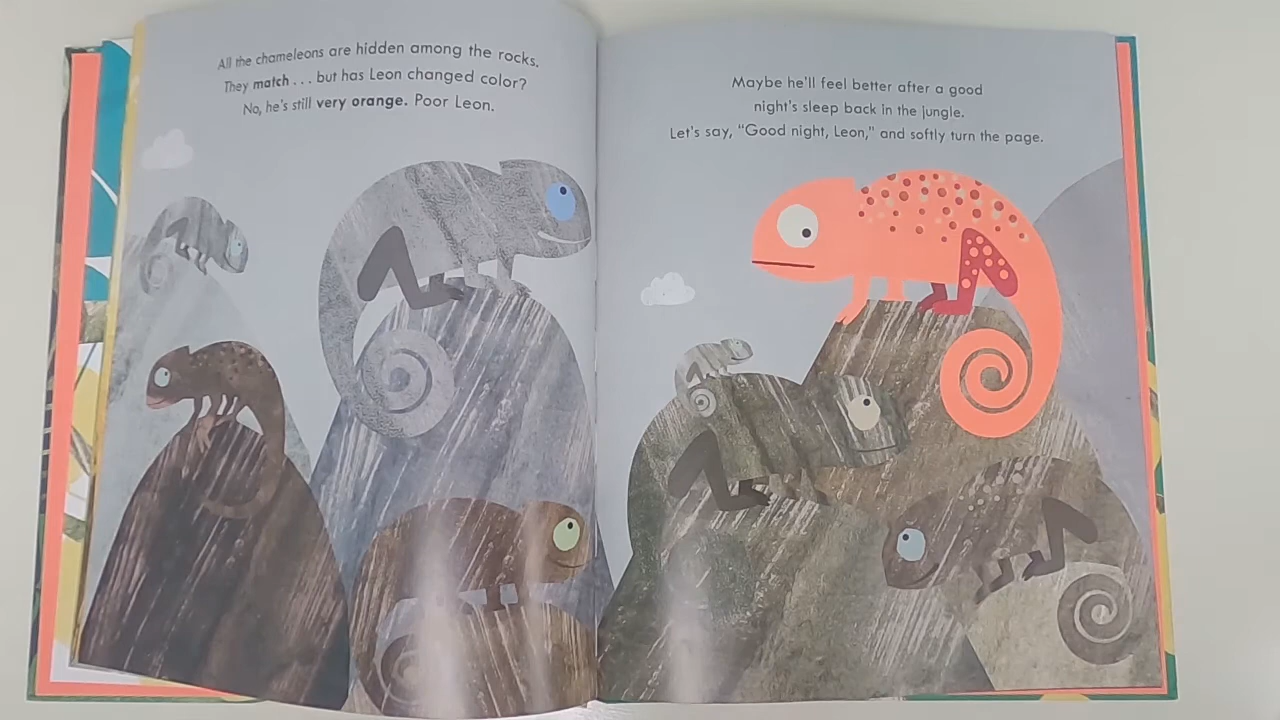 All the chameleons are hidden among the rocks.
They match . . . but has Leon changed color?
No, he's still very orange. Poor Leon.
Maybe he'll feel better after a good
night's sleep back in the jungle.
Let's say, “Good night, Leon,” and softly turn the page.